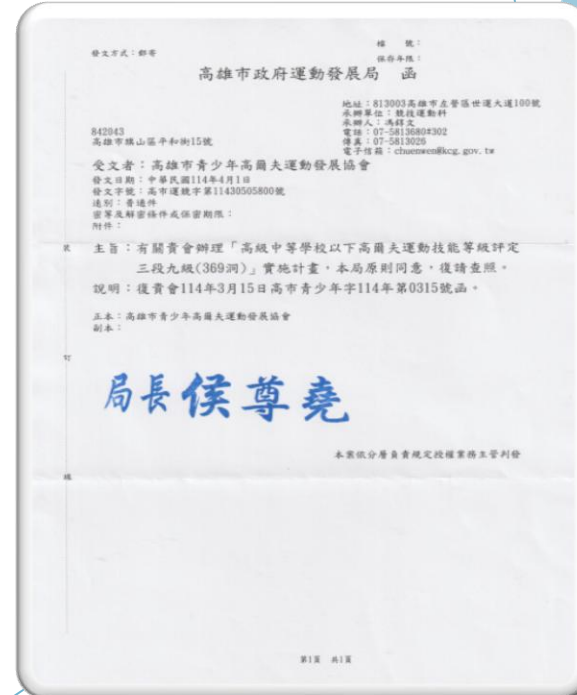 檔 號：
保存年限：
發文方式：郵寄
高雄市政府運動發展局 函
地址：813003高雄市左營區世運大道100號
承辦單位：競技運動科
承辦人：馮錞文
電話：07-5813680#302
傳真：07-5813026
電子信箱：chuenwen@kcg.gov.tw
842043
高雄市旗山區平和街15號
受文者：高雄市青少年高爾夫運動發展協會
發文日期：中華民國114年4月1日
發文字號：高市運競字第11430505800號
速別：普通件
密等及解密條件或保密期限：
附件：
主旨：有關貴會辦理「高級中等學校以下高爾夫運動技能等級評定
三段九級(369洞)」實施計畫，本局原則同意，復請查照。
說明：復貴會114年3月15日高市青少年字114年第0315號函。
正本：高雄市青少年高爾夫運動發展協會
副本：
訂
局長侯尊堯
本案依分層負責規定授權業務主管判發
線
第1頁 共1頁